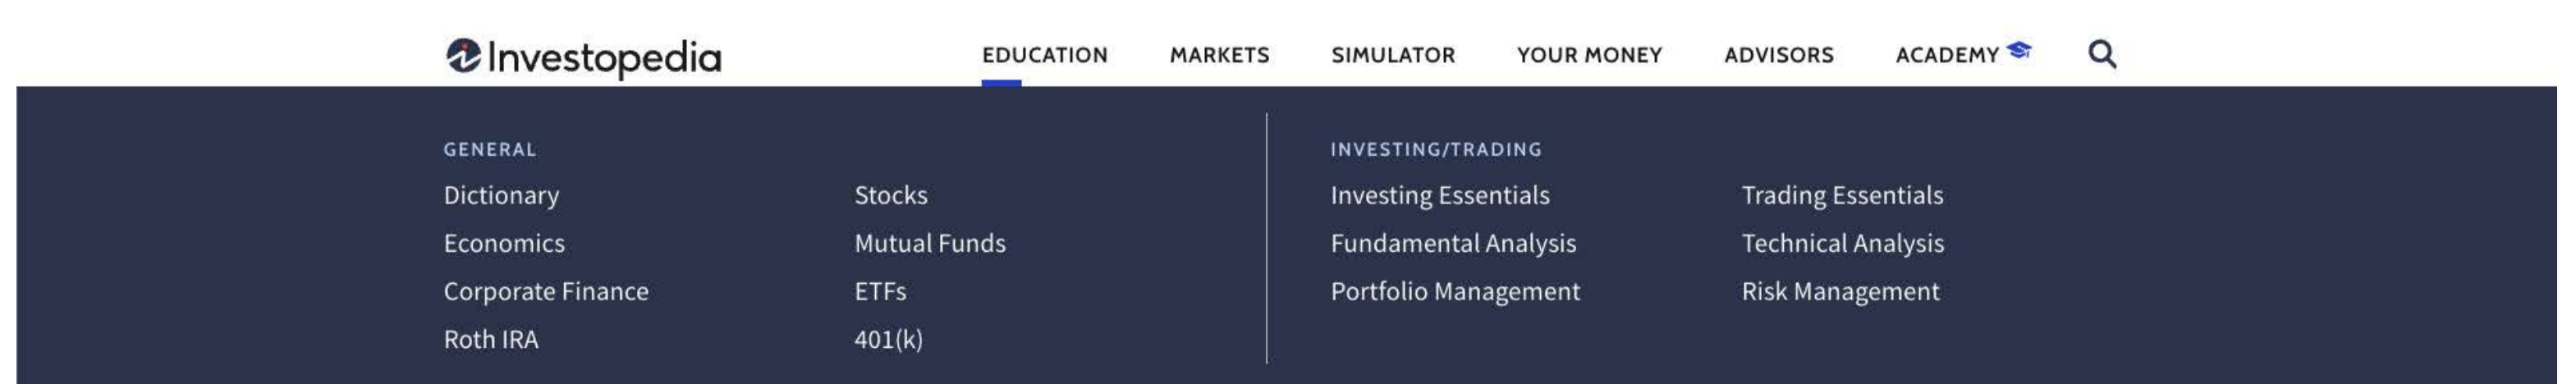 Investopedia
EDUCATION MARKETS SIMULATOR YOUR MONEY ADVISORS ACADEMY
GENERAL
Dictionary
Economics
Corporate Finance
Roth IRA
Stocks
Mutual Funds
ETFs
401(k)
INVESTING/TRADING
Investing Essentials
Fundamental Analysis
Portfolio Management
Trading Essentials
Technical Analysis
Risk Management